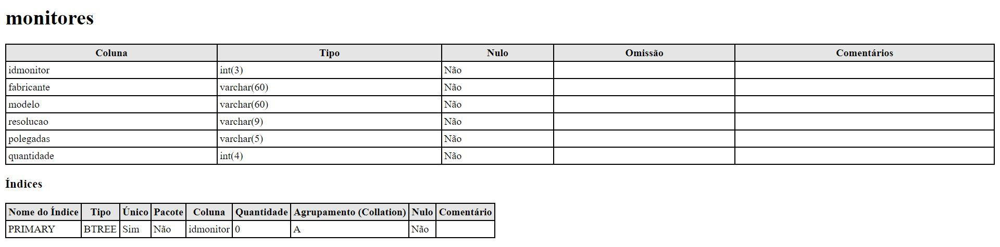 monitores
Coluna Tipo Nulo Omissão Comentários
idmonitor int(3) Não
fabricante varchar(60) Não
modelo varchar(60) Não
resolucao varchar(9) Não
polegadas varchar(5) Não
quantidade int(4) Não
Índices
Nome do Índice Tipo Único Pacote Coluna Quantidade Agrupamento (Collation) Nulo Comentário
PRIMARY BTREE Sim Não idmonitor 0 A Não